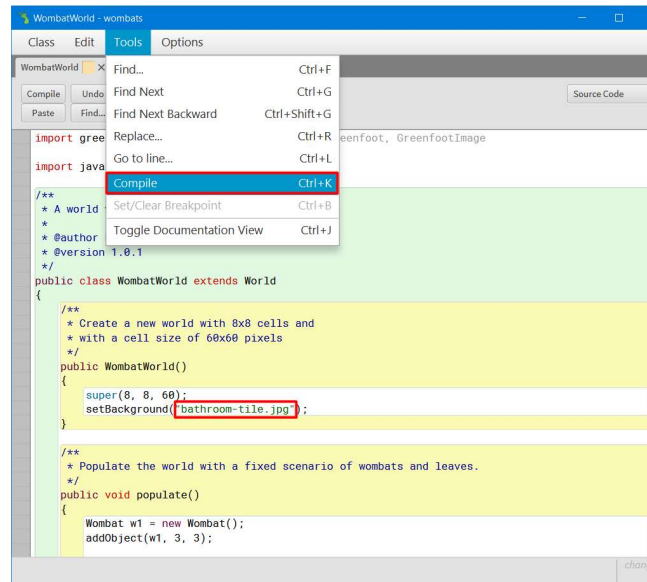 WombatWorld - wombats
Class Edit Tools Options
WombatWorld
Find... Ctrl+F
Compile Undo
Find Next Ctrl+G
Source Code
Paste Find...
Find Next Backward Ctrl+Shift+G
import gree
Replace... Ctrl+R
eenfoot, GreenfootImage
Go to line... Ctrl+L
import java
Compile Ctrl+K
/**
Set/Clear Breakpoint Ctrl+B
* A world
*
Toggle Documentation View Ctrl+J
* @author
* @version 1.0.1
*/
public class WombatWorld extends World
{
/**
* Create a new world with 8x8 cells and
* with a cell size of 60x60 pixels
*/
public WombatWorld()
{
super(8, 8, 60);
setBackground("bathroom-tile.jpg");
}
/**
* Populate the world with a fixed scenario of wombats and leaves.
*/
public void populate()
{
Wombat w1 = new Wombat();
addObject(w1, 3, 3);